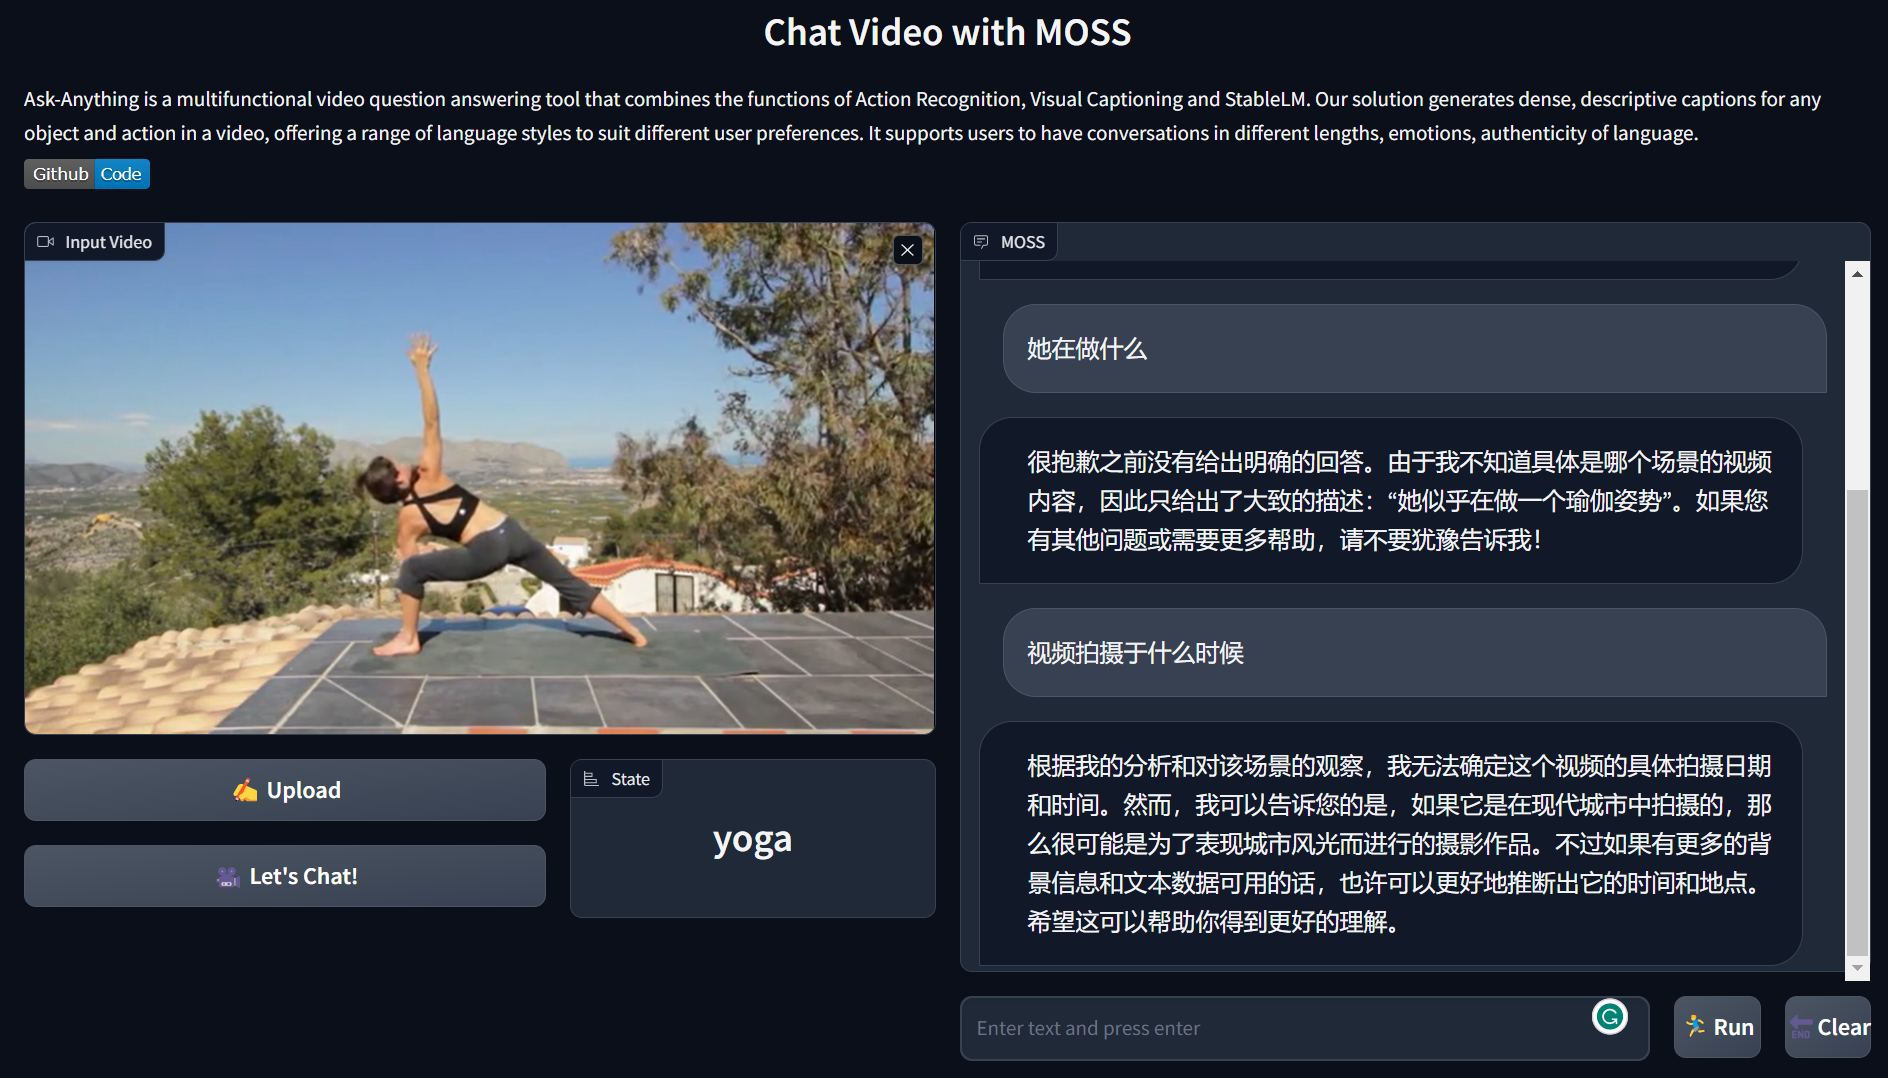 Chat Video with MOSS
Ask-Anything is a multifunctional video question answering tool that combines the functions of Action Recognition, Visual Captioning and StableLM. Our solution generates dense, descriptive captions for any
object and action in a video, offering a range of language styles to suit different user preferences. It supports users to have conversations in different lengths, emotions, authenticity of language.
Github Code
Input Video
MOSS
她在做什么
很抱歉之前没有给出明确的回答。由于我不知道具体是哪个场景的视频
内容，因此只给出了大致的描述：“她似乎在做一个瑜伽姿势”。如果您
有其他问题或需要更多帮助，请不要犹豫告诉我！
视频拍摄于什么时候
根据我的分析和对该场景的观察，我无法确定这个视频的具体拍摄日期
和时间。然而，我可以告诉您的是，如果它是在现代城市中拍摄的，那
么很可能是为了表现城市风光而进行的摄影作品。不过如果有更多的背
景信息和文本数据可用的话，也许可以更好地推断出它的时间和地点。
希望这可以帮助你得到更好的理解。
Upload
Let's Chat!
State
yoga
Enter text and press enter
Run
END Clear